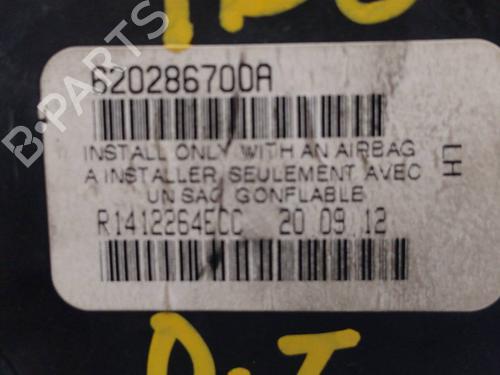 620286700A
INSTALL ONLY WITH AN AIRBAG
A INSTALLER SEULEMENT AVEC
UN SAC GONFLABLE
LH
R1412264ECC 20 09 12
B-PARTS